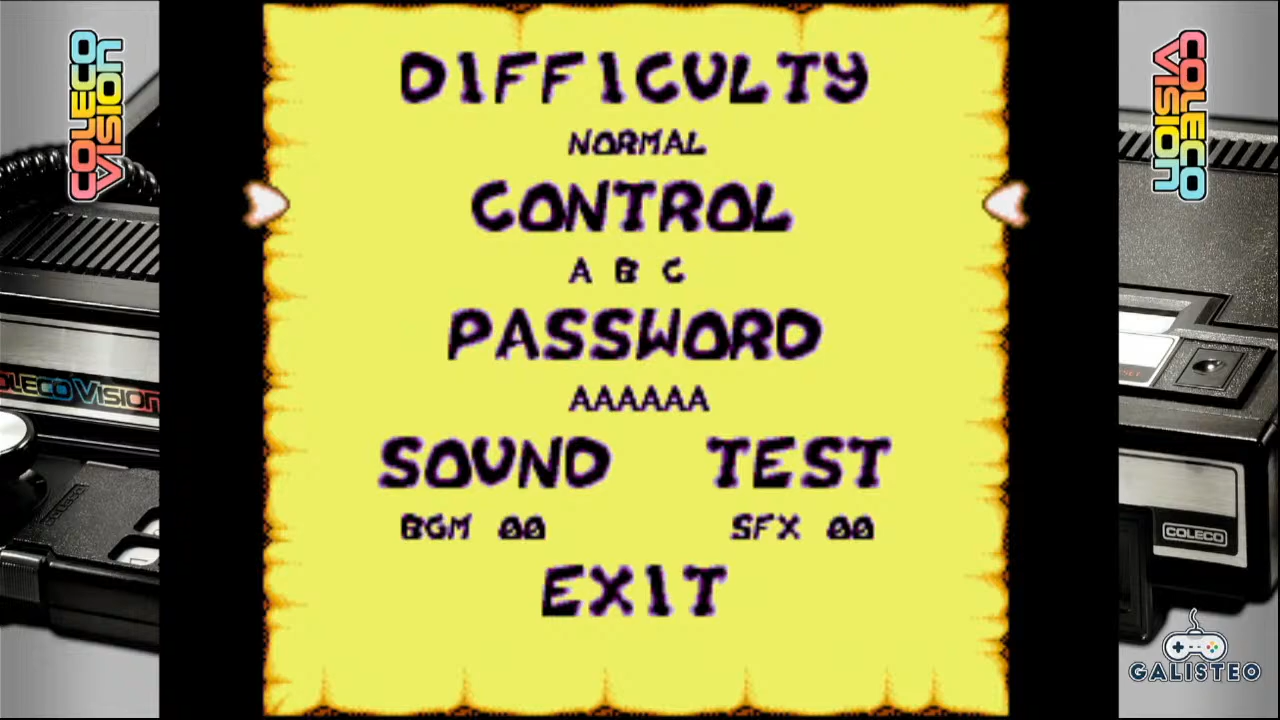 DIFFICULTY
NORMAL
CONTROL
A B C
PASSWORD
AAAAAA
SOUND TEST
BGM 00 SFX 00
EXIT
COLECO
VISION
COLECO
VISION
COLECOVISION
COLECO
COLECO
GALISTEO